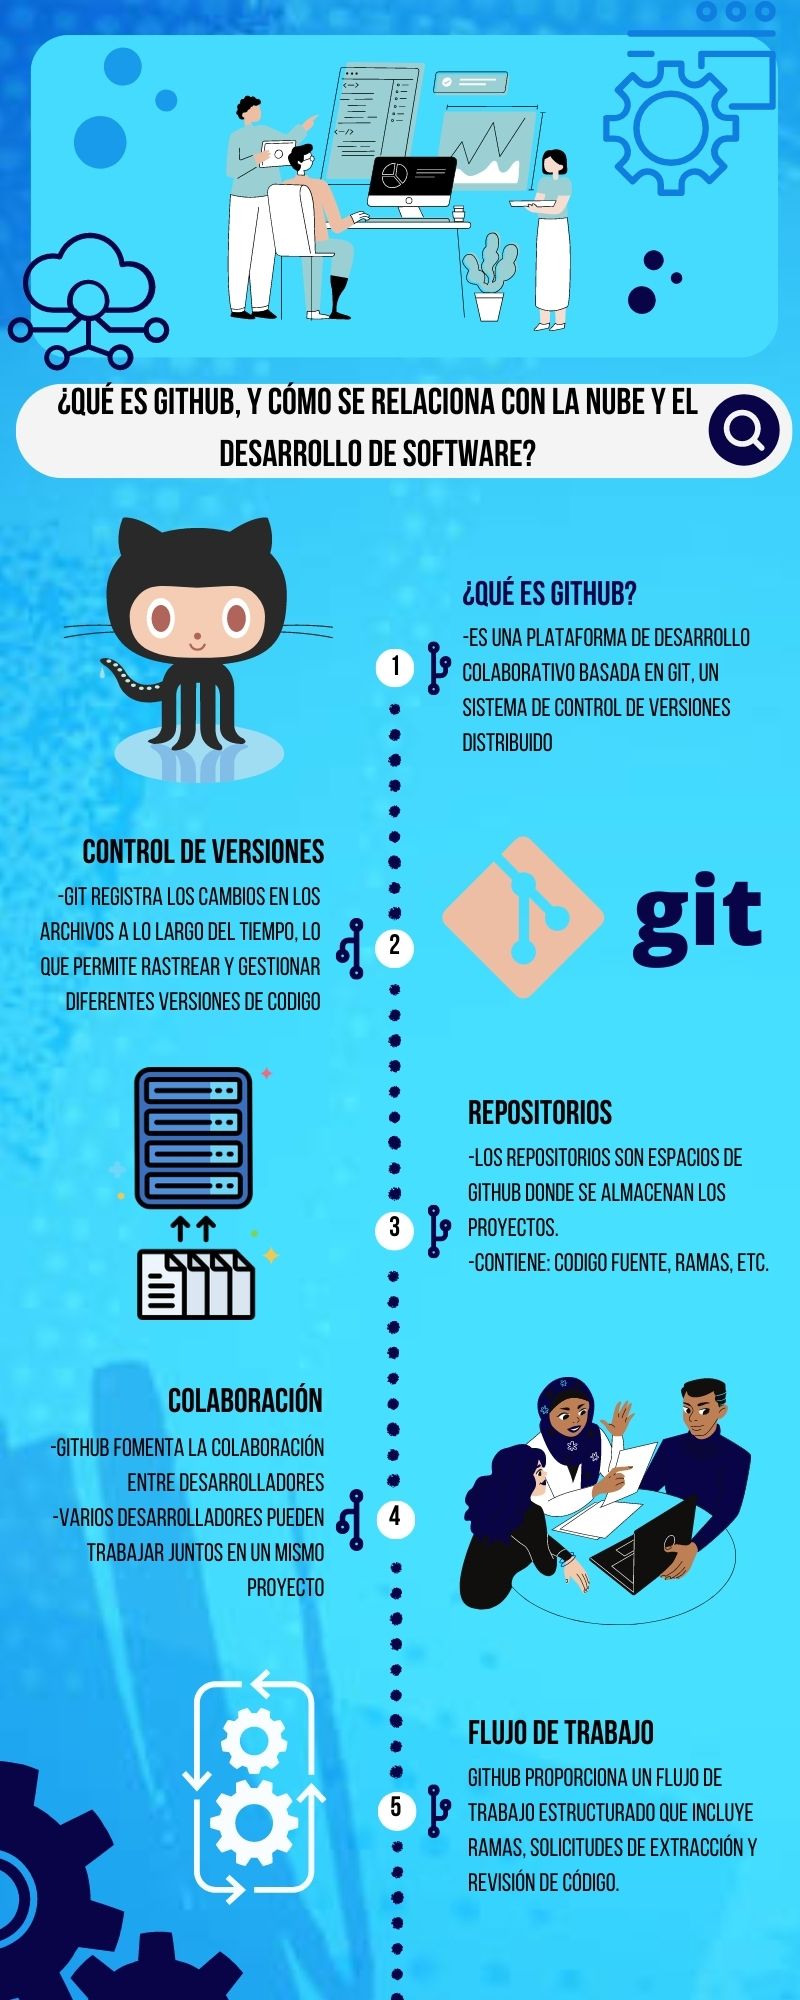 ¿QUÉ ES GITHUB, Y CÓMO SE RELACIONA CON LA NUBE Y EL
DESARROLLO DE SOFTWARE?
¿QUÉ ES GITHUB?
-ES UNA PLATAFORMA DE DESARROLLO
COLABORATIVO BASADA EN GIT, UN
SISTEMA DE CONTROL DE VERSIONES
DISTRIBUIDO
1
CONTROL DE VERSIONES
-GIT REGISTRA LOS CAMBIOS EN LOS
ARCHIVOS A LO LARGO DEL TIEMPO, LO
QUE PERMITE RASTREAR Y GESTIONAR
DIFERENTES VERSIONES DE CODIGO
2
git
REPOSITORIOS
-LOS REPOSITORIOS SON ESPACIOS DE
GITHUB DONDE SE ALMACENAN LOS
PROYECTOS.
-CONTIENE: CODIGO FUENTE, RAMAS, ETC.
3
COLABORACIÓN
-GITHUB FOMENTA LA COLABORACIÓN
ENTRE DESARROLLADORES
-VARIOS DESARROLLADORES PUEDEN
TRABAJAR JUNTOS EN UN MISMO
PROYECTO
4
FLUJO DE TRABAJO
GITHUB PROPORCIONA UN FLUJO DE
TRABAJO ESTRUCTURADO QUE INCLUYE
RAMAS, SOLICITUDES DE EXTRACCIÓN Y
REVISIÓN DE CÓDIGO.
5